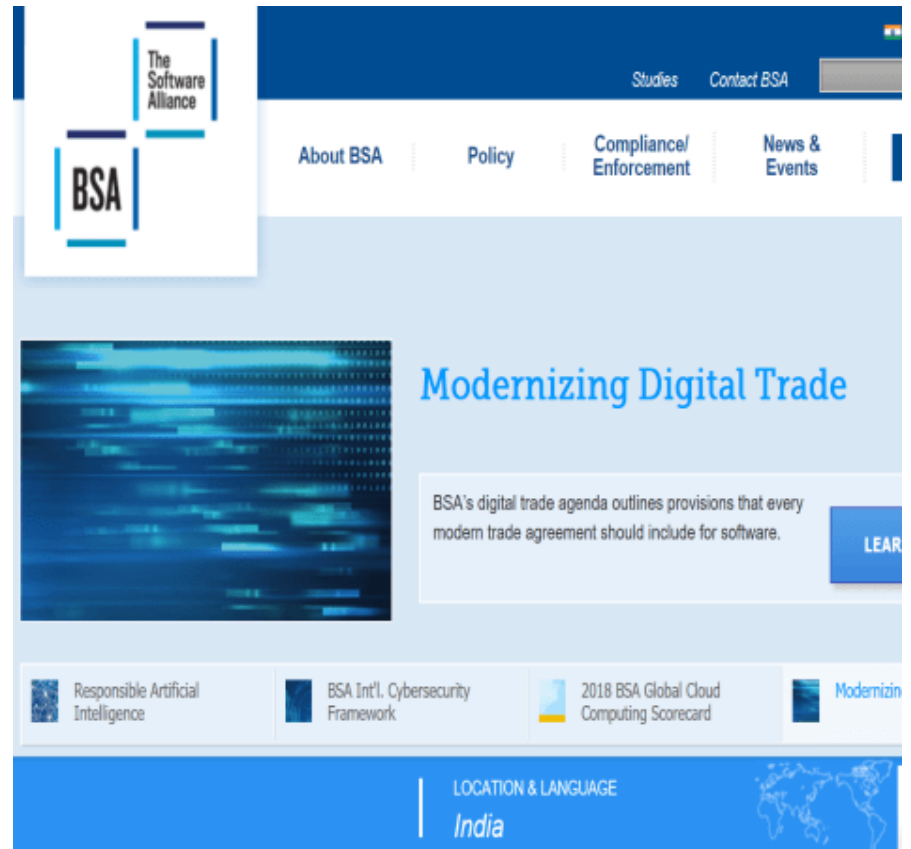 The
Software
Alliance
BSA
Studies Contact BSA
About BSA
Policy
Compliance/
Enforcement
News &
Events
Modernizing Digital Trade
BSA's digital trade agenda outlines provisions that every
modern trade agreement should include for software.
LEAR
Responsible Artificial
Intelligence
BSA Int'l. Cybersecurity
Framework
2018 BSA Global Cloud
Computing Scorecard
Modernizin
LOCATION & LANGUAGE
India